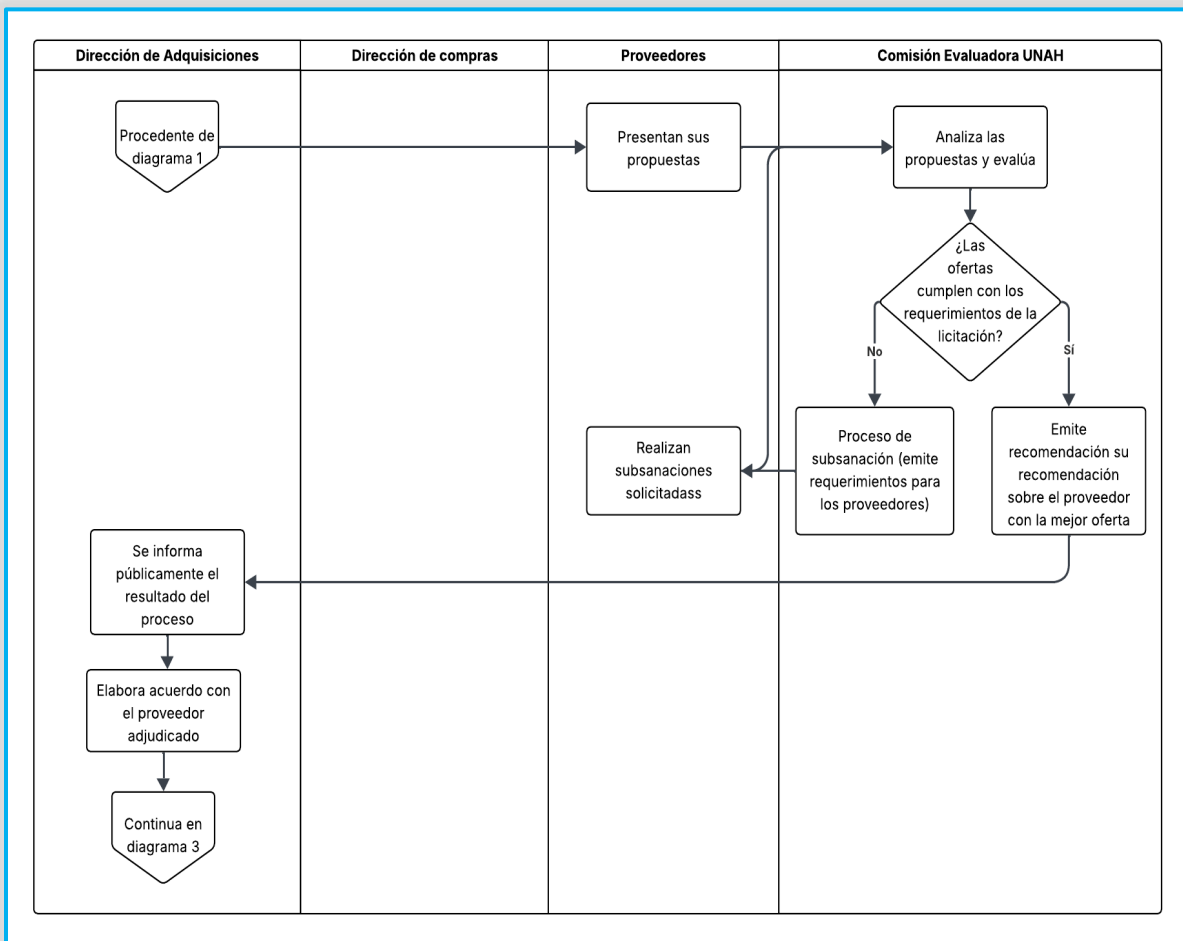 Dirección de Adquisiciones
Dirección de compras
Proveedores
Comisión Evaluadora UNAH
Procedente de
diagrama 1
Presentan sus
propuestas
Analiza las
propuestas y evalúa
¿Las
ofertas
cumplen con los
requerimientos de la
licitación?
No
Sí
Realizan
subsanaciones
solicitadass
Proceso de
subsanación (emite
requerimientos para
los proveedores)
Emite
recomendación su
recomendación
sobre el proveedor
con la mejor oferta
Se informa
públicamente el
resultado del
proceso
Elabora acuerdo con
el proveedor
adjudicado
Continua en
diagrama 3